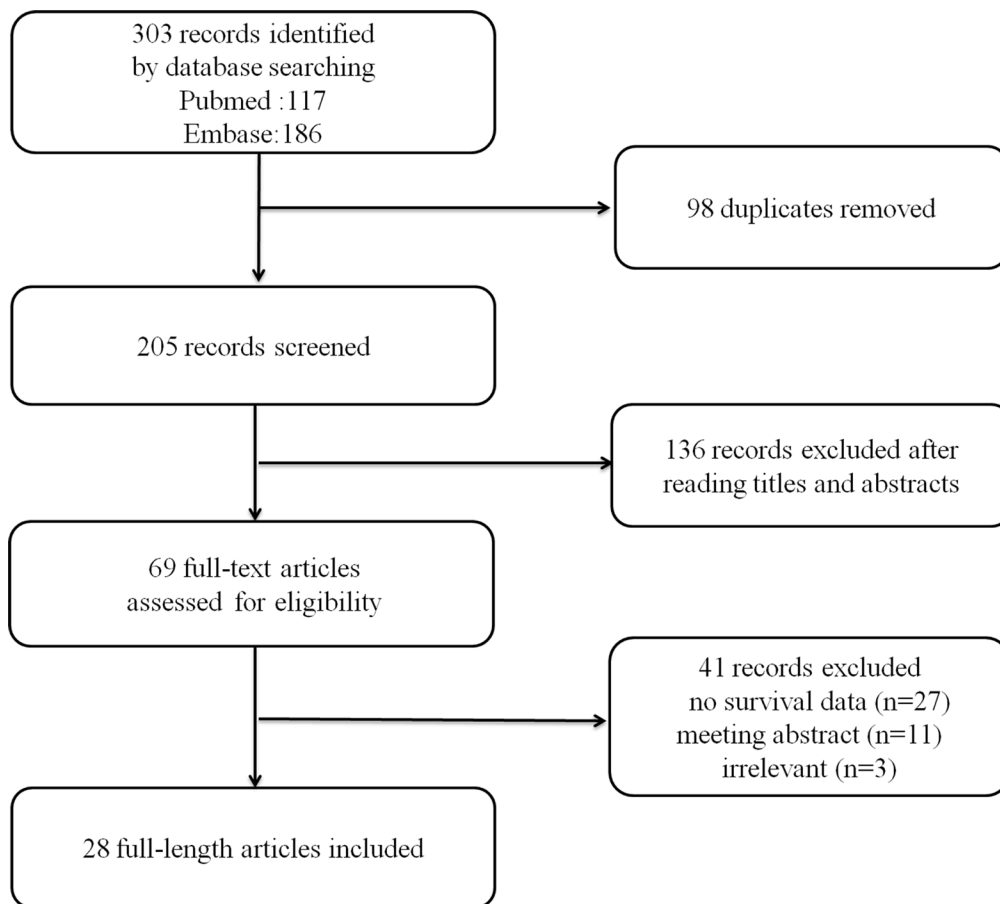 303 records identified
by database searching
Pubmed :117
Embase:186
98 duplicates removed
205 records screened
136 records excluded after
reading titles and abstracts
69 full-text articles
assessed for eligibility
41 records excluded
no survival data (n=27)
meeting abstract (n=11)
irrelevant (n=3)
28 full-length articles included